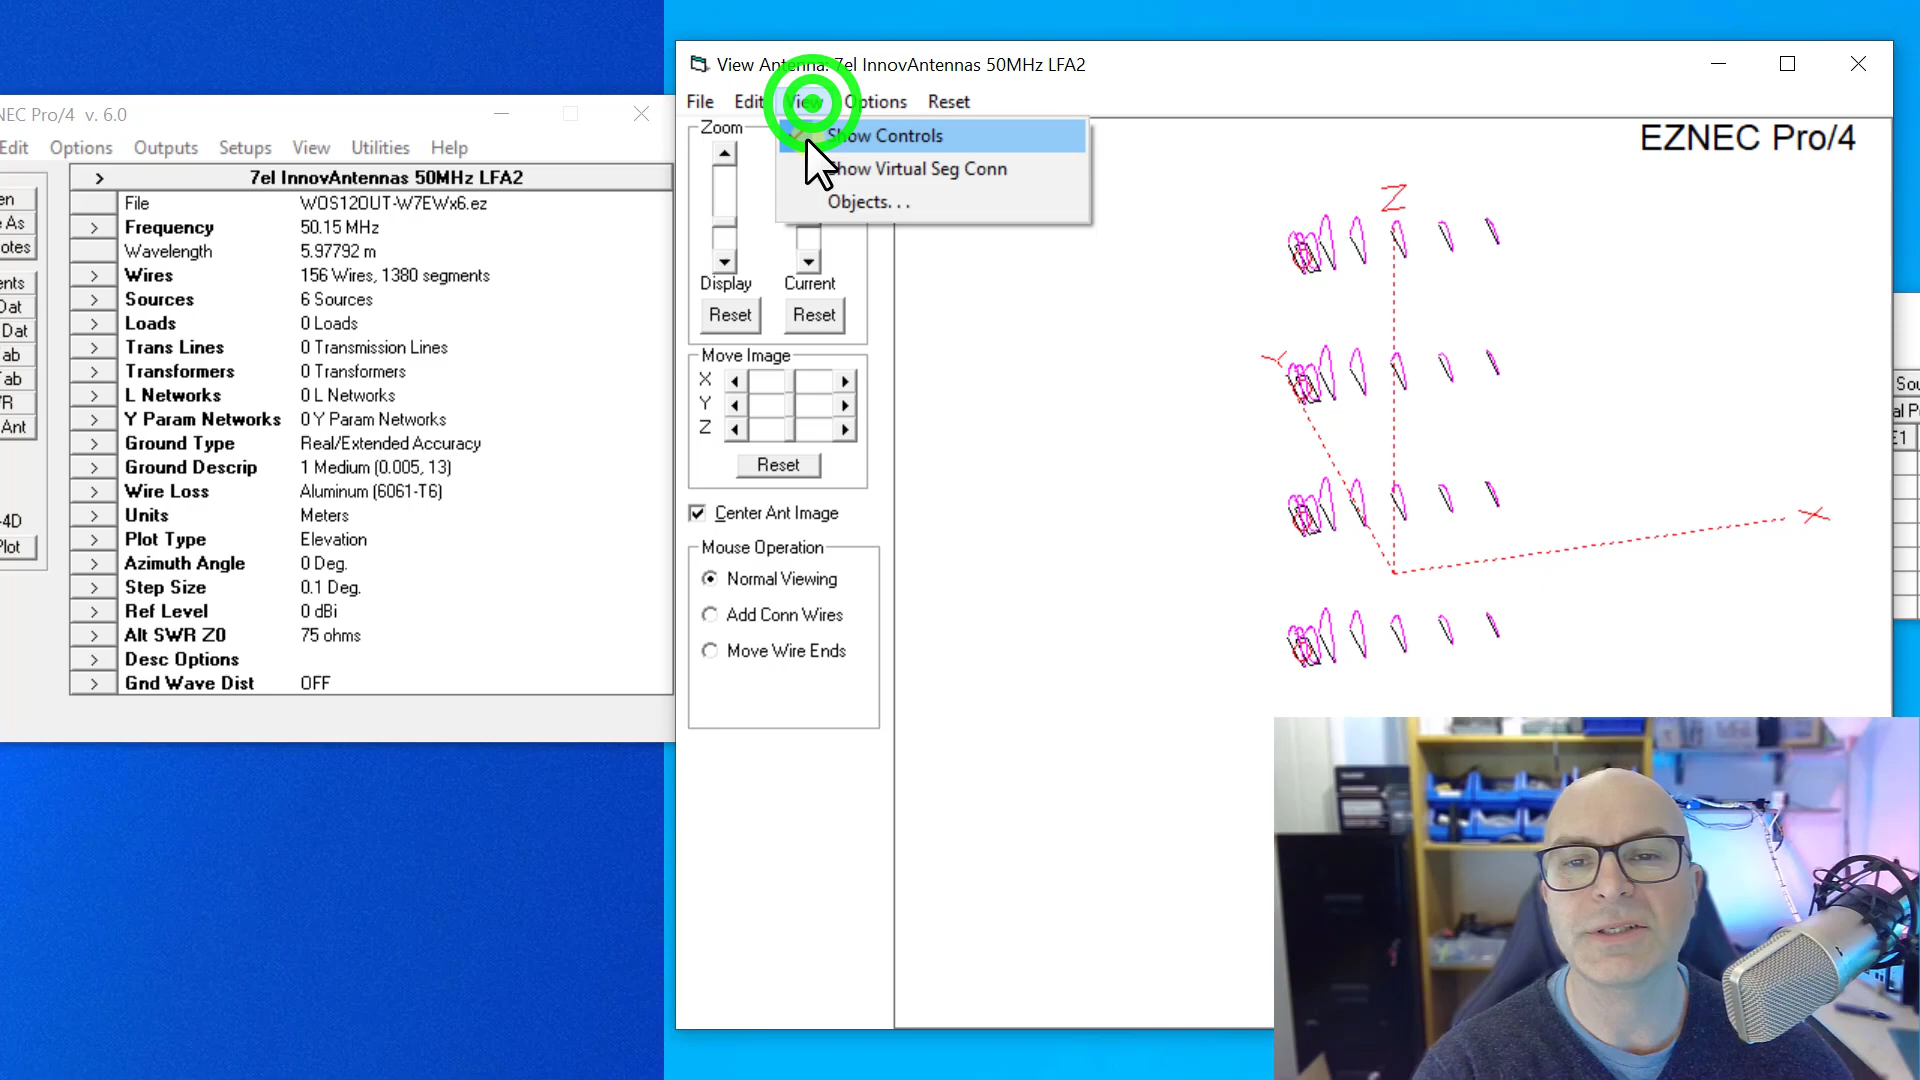 NEC Pro/4 v. 6.0
Edit Options Outputs Setups View Utilities Help
en
e As
otes
ents
Dat
Dat
ab
ab
/R
Ant
-4D
Plot
> 7el InnovAntennas 50MHz LFA2
File WOS12OUT-W7EWx6.ez
> Frequency 50.15 MHz
Wavelength 5.97792 m
> Wires 156 Wires, 1380 segments
> Sources 6 Sources
> Loads 0 Loads
> Trans Lines 0 Transmission Lines
> Transformers 0 Transformers
> L Networks 0 L Networks
> Y Param Networks 0 Y Param Networks
> Ground Type Real/Extended Accuracy
> Ground Descrip 1 Medium (0.005, 13)
> Wire Loss Aluminum (6061-T6)
> Units Meters
> Plot Type Elevation
> Azimuth Angle 0 Deg.
> Step Size 0.1 Deg.
> Ref Level 0 dBi
> Alt SWR Z0 75 ohms
> Desc Options
> Gnd Wave Dist OFF
View Antenna: 7el InnovAntennas 50MHz LFA2
File Edit View Options Reset
Show Controls
Show Virtual Seg Conn
Objects. . .
Zoom
Display Current
Reset Reset
Move Image
X
Y
Z
Reset
Center Ant Image
Mouse Operation
Normal Viewing
Add Conn Wires
Move Wire Ends
EZNEC Pro/4
Z
Y
X
Sou
al P
E1